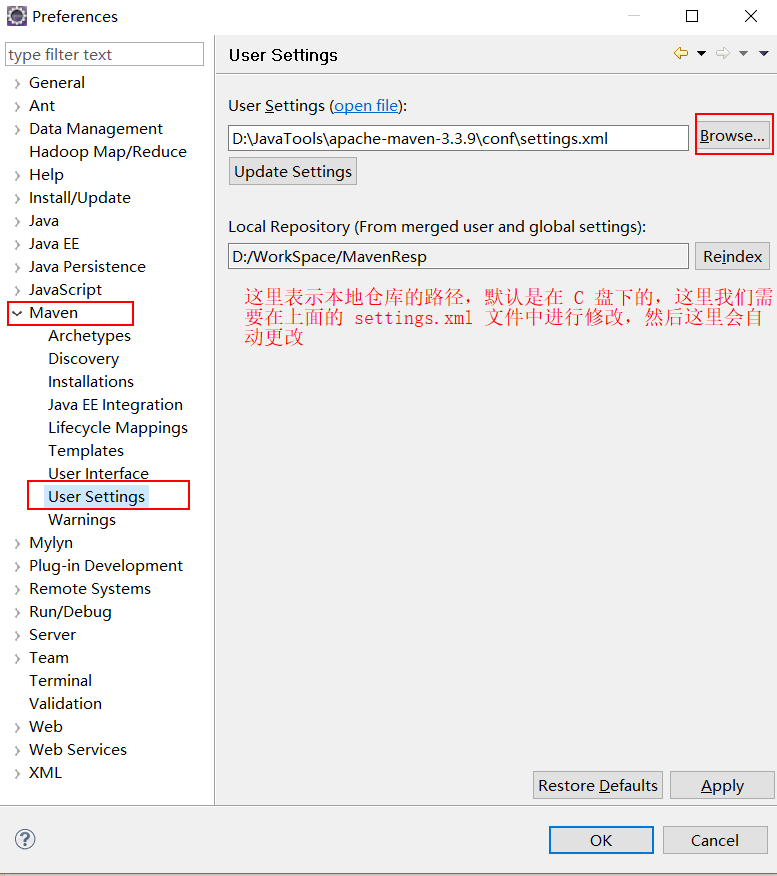 Preferences
type filter text
General
Ant
Data Management
Hadoop Map/Reduce
Help
Install/Update
Java
Java EE
Java Persistence
JavaScript
Maven
Archetypes
Discovery
Installations
Java EE Integration
Lifecycle Mappings
Templates
User Interface
User Settings
Warnings
Mylyn
Plug-in Development
Remote Systems
Run/Debug
Server
Team
Terminal
Validation
Web
Web Services
XML
User Settings
User Settings (open file):
D:\JavaTools\apache-maven-3.3.9\conf\settings.xml
Browse...
Update Settings
Local Repository (From merged user and global settings):
D:/WorkSpace/MavenResp
Reindex
这里表示本地仓库的路径，默认是在 C 盘下的，这里我们需
要在上面的 settings.xml 文件中进行修改，然后这里会自
动更改
Restore Defaults
Apply
?
OK
Cancel